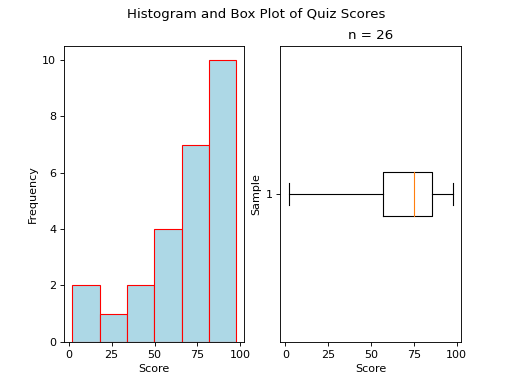 Histogram and Box Plot of Quiz Scores
n = 26
10
8
6
4
2
0
Frequency
0 25 50 75 100
Score
Sample
1
0 25 50 75 100
Score